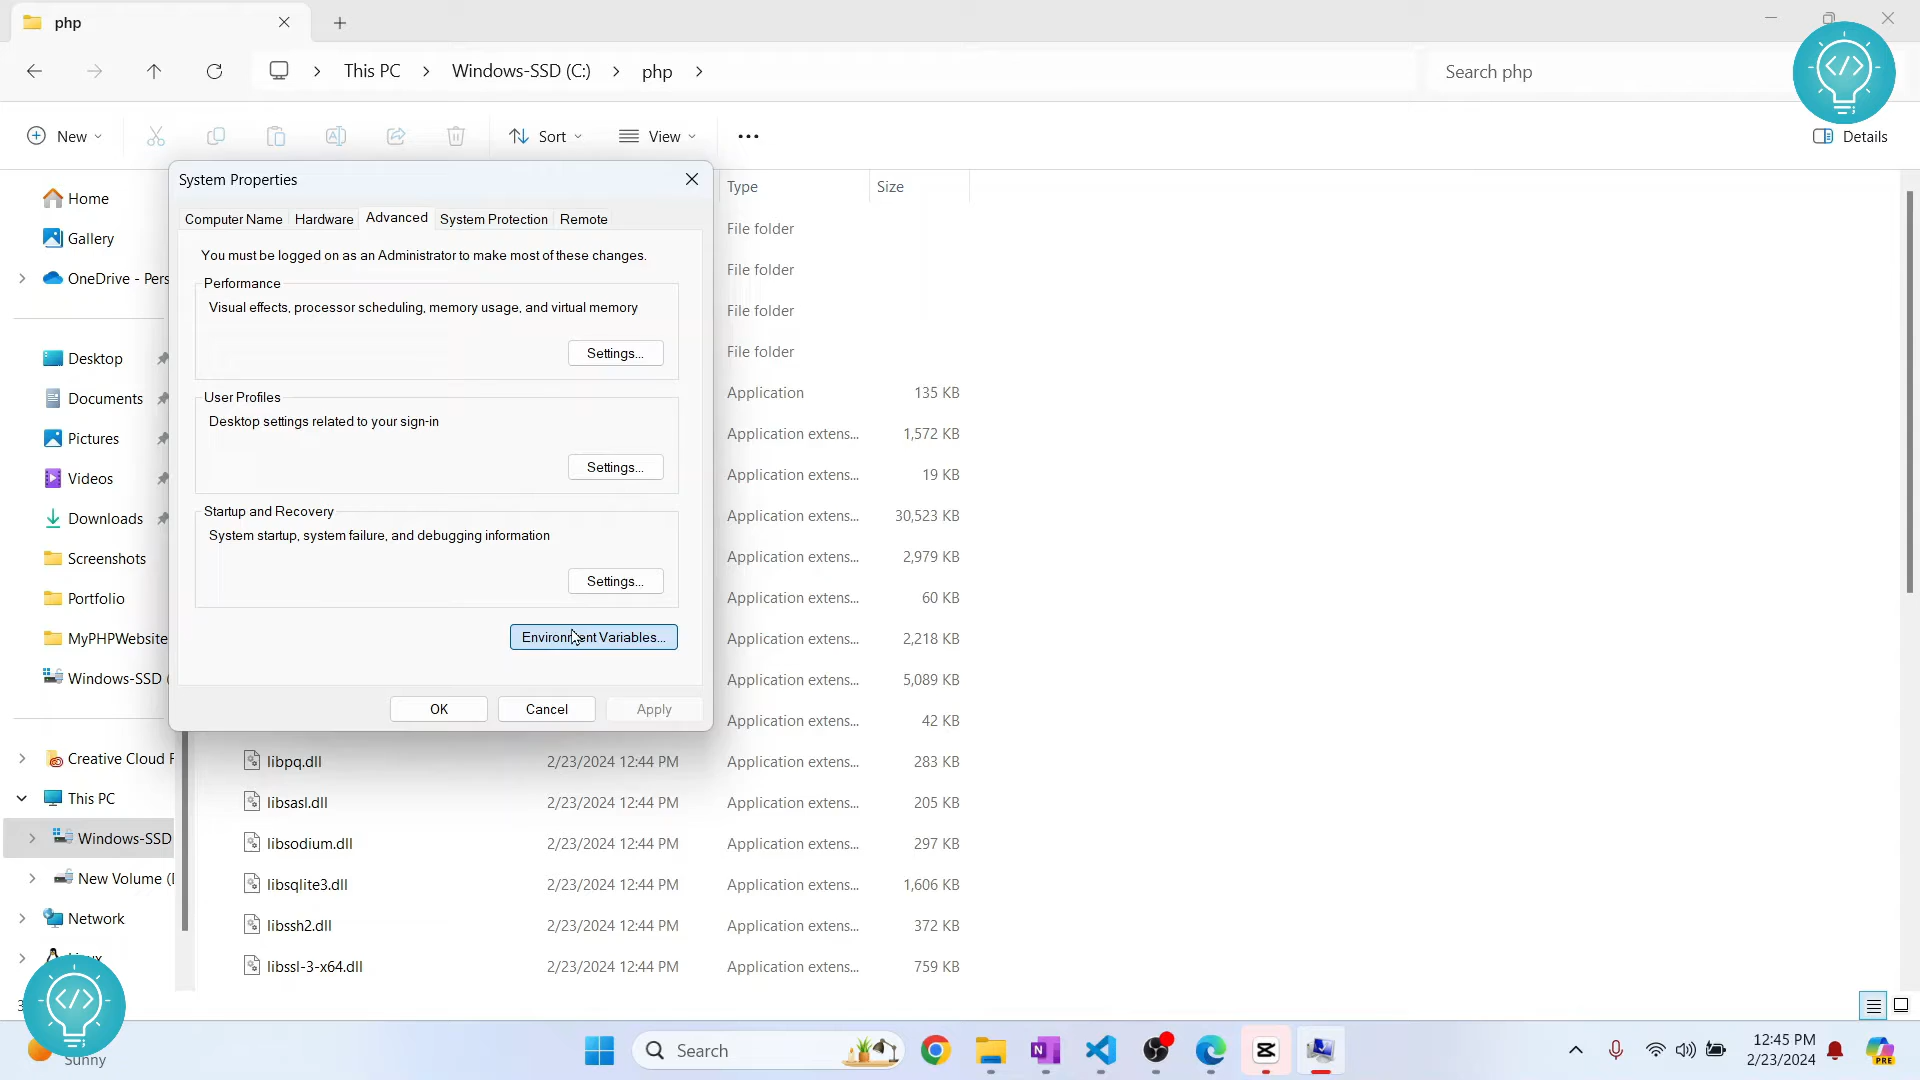 php
This PC
Windows-SSD (C:)
php
Search php
New
Sort
View
Details
System Properties
Computer Name
Hardware
Advanced
System Protection
Remote
You must be logged on as an Administrator to make most of these changes.
Performance
Visual effects, processor scheduling, memory usage, and virtual memory
Settings...
User Profiles
Desktop settings related to your sign-in
Settings...
Startup and Recovery
System startup, system failure, and debugging information
Settings...
Environment Variables...
OK
Cancel
Apply
Home
Gallery
OneDrive - Pers
Desktop
Documents
Pictures
Videos
Downloads
Screenshots
Portfolio
MyPHPWebsite
Windows-SSD (
Creative Cloud F
This PC
Windows-SSD
New Volume (
Network
Type
Size
File folder
File folder
File folder
File folder
Application 135 KB
Application extens... 1,572 KB
Application extens... 19 KB
Application extens... 30,523 KB
Application extens... 2,979 KB
Application extens... 60 KB
Application extens... 2,218 KB
Application extens... 5,089 KB
Application extens... 42 KB
libpq.dll 2/23/2024 12:44 PM Application extens... 283 KB
libsasl.dll 2/23/2024 12:44 PM Application extens... 205 KB
libsodium.dll 2/23/2024 12:44 PM Application extens... 297 KB
libsqlite3.dll 2/23/2024 12:44 PM Application extens... 1,606 KB
libssh2.dll 2/23/2024 12:44 PM Application extens... 372 KB
libssl-3-x64.dll 2/23/2024 12:44 PM Application extens... 759 KB
Sunny
Search
N
PRE
12:45 PM
2/23/2024